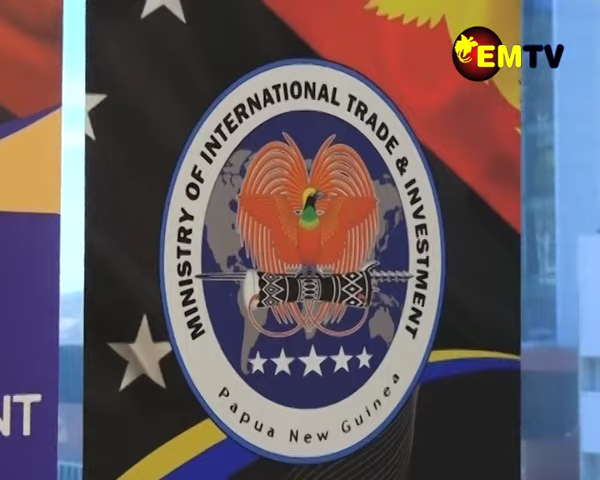 EMTV
MINISTRY OF INTERNATIONAL TRADE & INVESTMENT
Papua New Guinea
NT